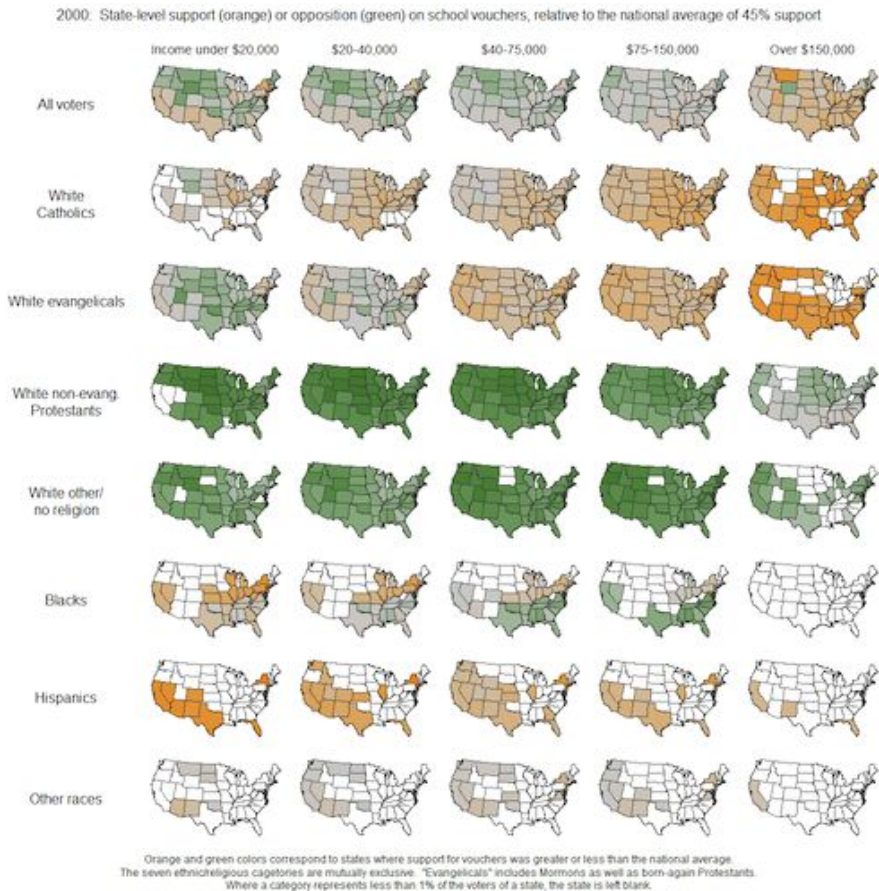 2000: State-level support (orange) or opposition (green) on school vouchers, relative to the national average of 45% support
Income under $20,000 $20-40,000 $40-75,000 $75-150,000 Over $150,000
All voters
White
Catholics
White evangelicals
White non-evang.
Protestants
White other/
no religion
Blacks
Hispanics
Other races
Orange and green colors correspond to states where support for vouchers was greater or less than the national average.
The seven ethnic/religious cagetories are mutually exclusive. "Evangelicals" includes Mormons as well as born-again Protestants.
Where a category represents less than 1% of the voters of a state, the state is left blank.